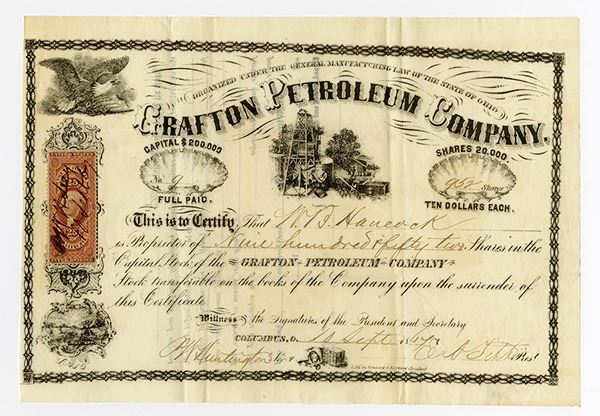 ORGANIZED UNDER THE GENERAL MANUFACTURING LAW OF THE STATE OF OHIO
GRAFTON PETROLEUM COMPANY.
CAPITAL $200.000
SHARES 20.000.
No 9
952 Shares
FULL PAID.
TEN DOLLARS EACH.
This is to Certify That W. I. Hancock
is Proprietor of Nine hundred & fifty two Shares in the
Capital Stock of the GRAFTON PETROLEUM COMPANY
Stock transferable on the books of the Company upon the surrender of
this Certificate
Witness the Signatures of the President and Secretary
COLUMBUS, O. Sept 186
Huntington Secy
Prest
25